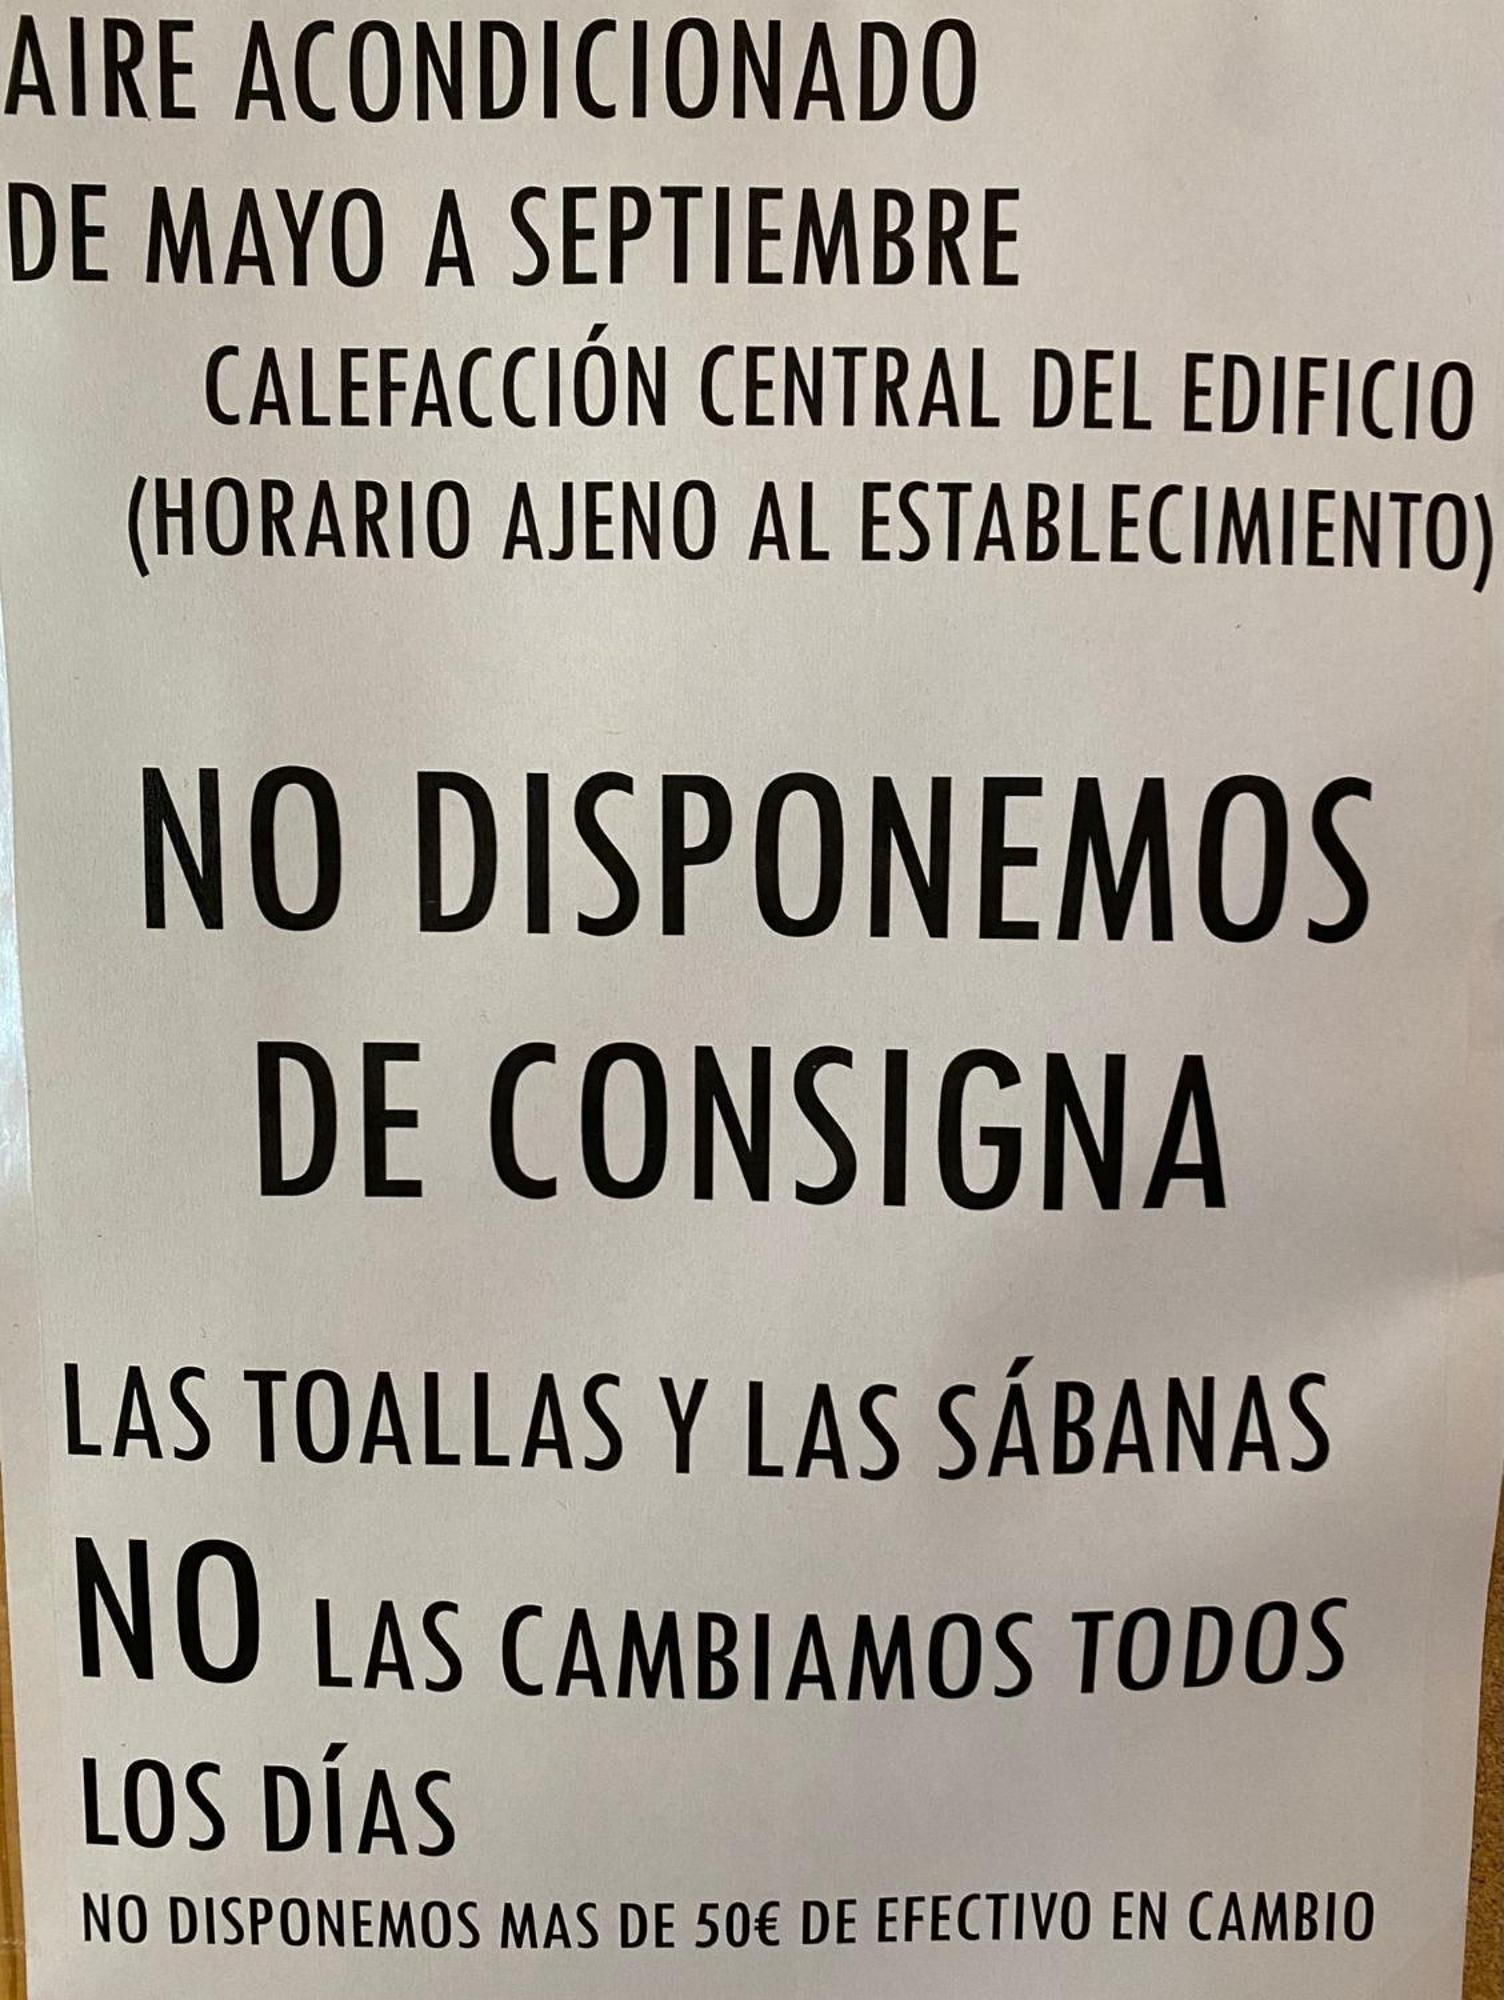 AIRE ACONDICIONADO
DE MAYO A SEPTIEMBRE
CALEFACCIÓN CENTRAL DEL EDIFICIO
(HORARIO AJENO AL ESTABLECIMIENTO)
NO DISPONEMOS
DE CONSIGNA
LAS TOALLAS Y LAS SÁBANAS
NO LAS CAMBIAMOS TODOS
LOS DÍAS
NO DISPONEMOS MAS DE 50€ DE EFECTIVO EN CAMBIO